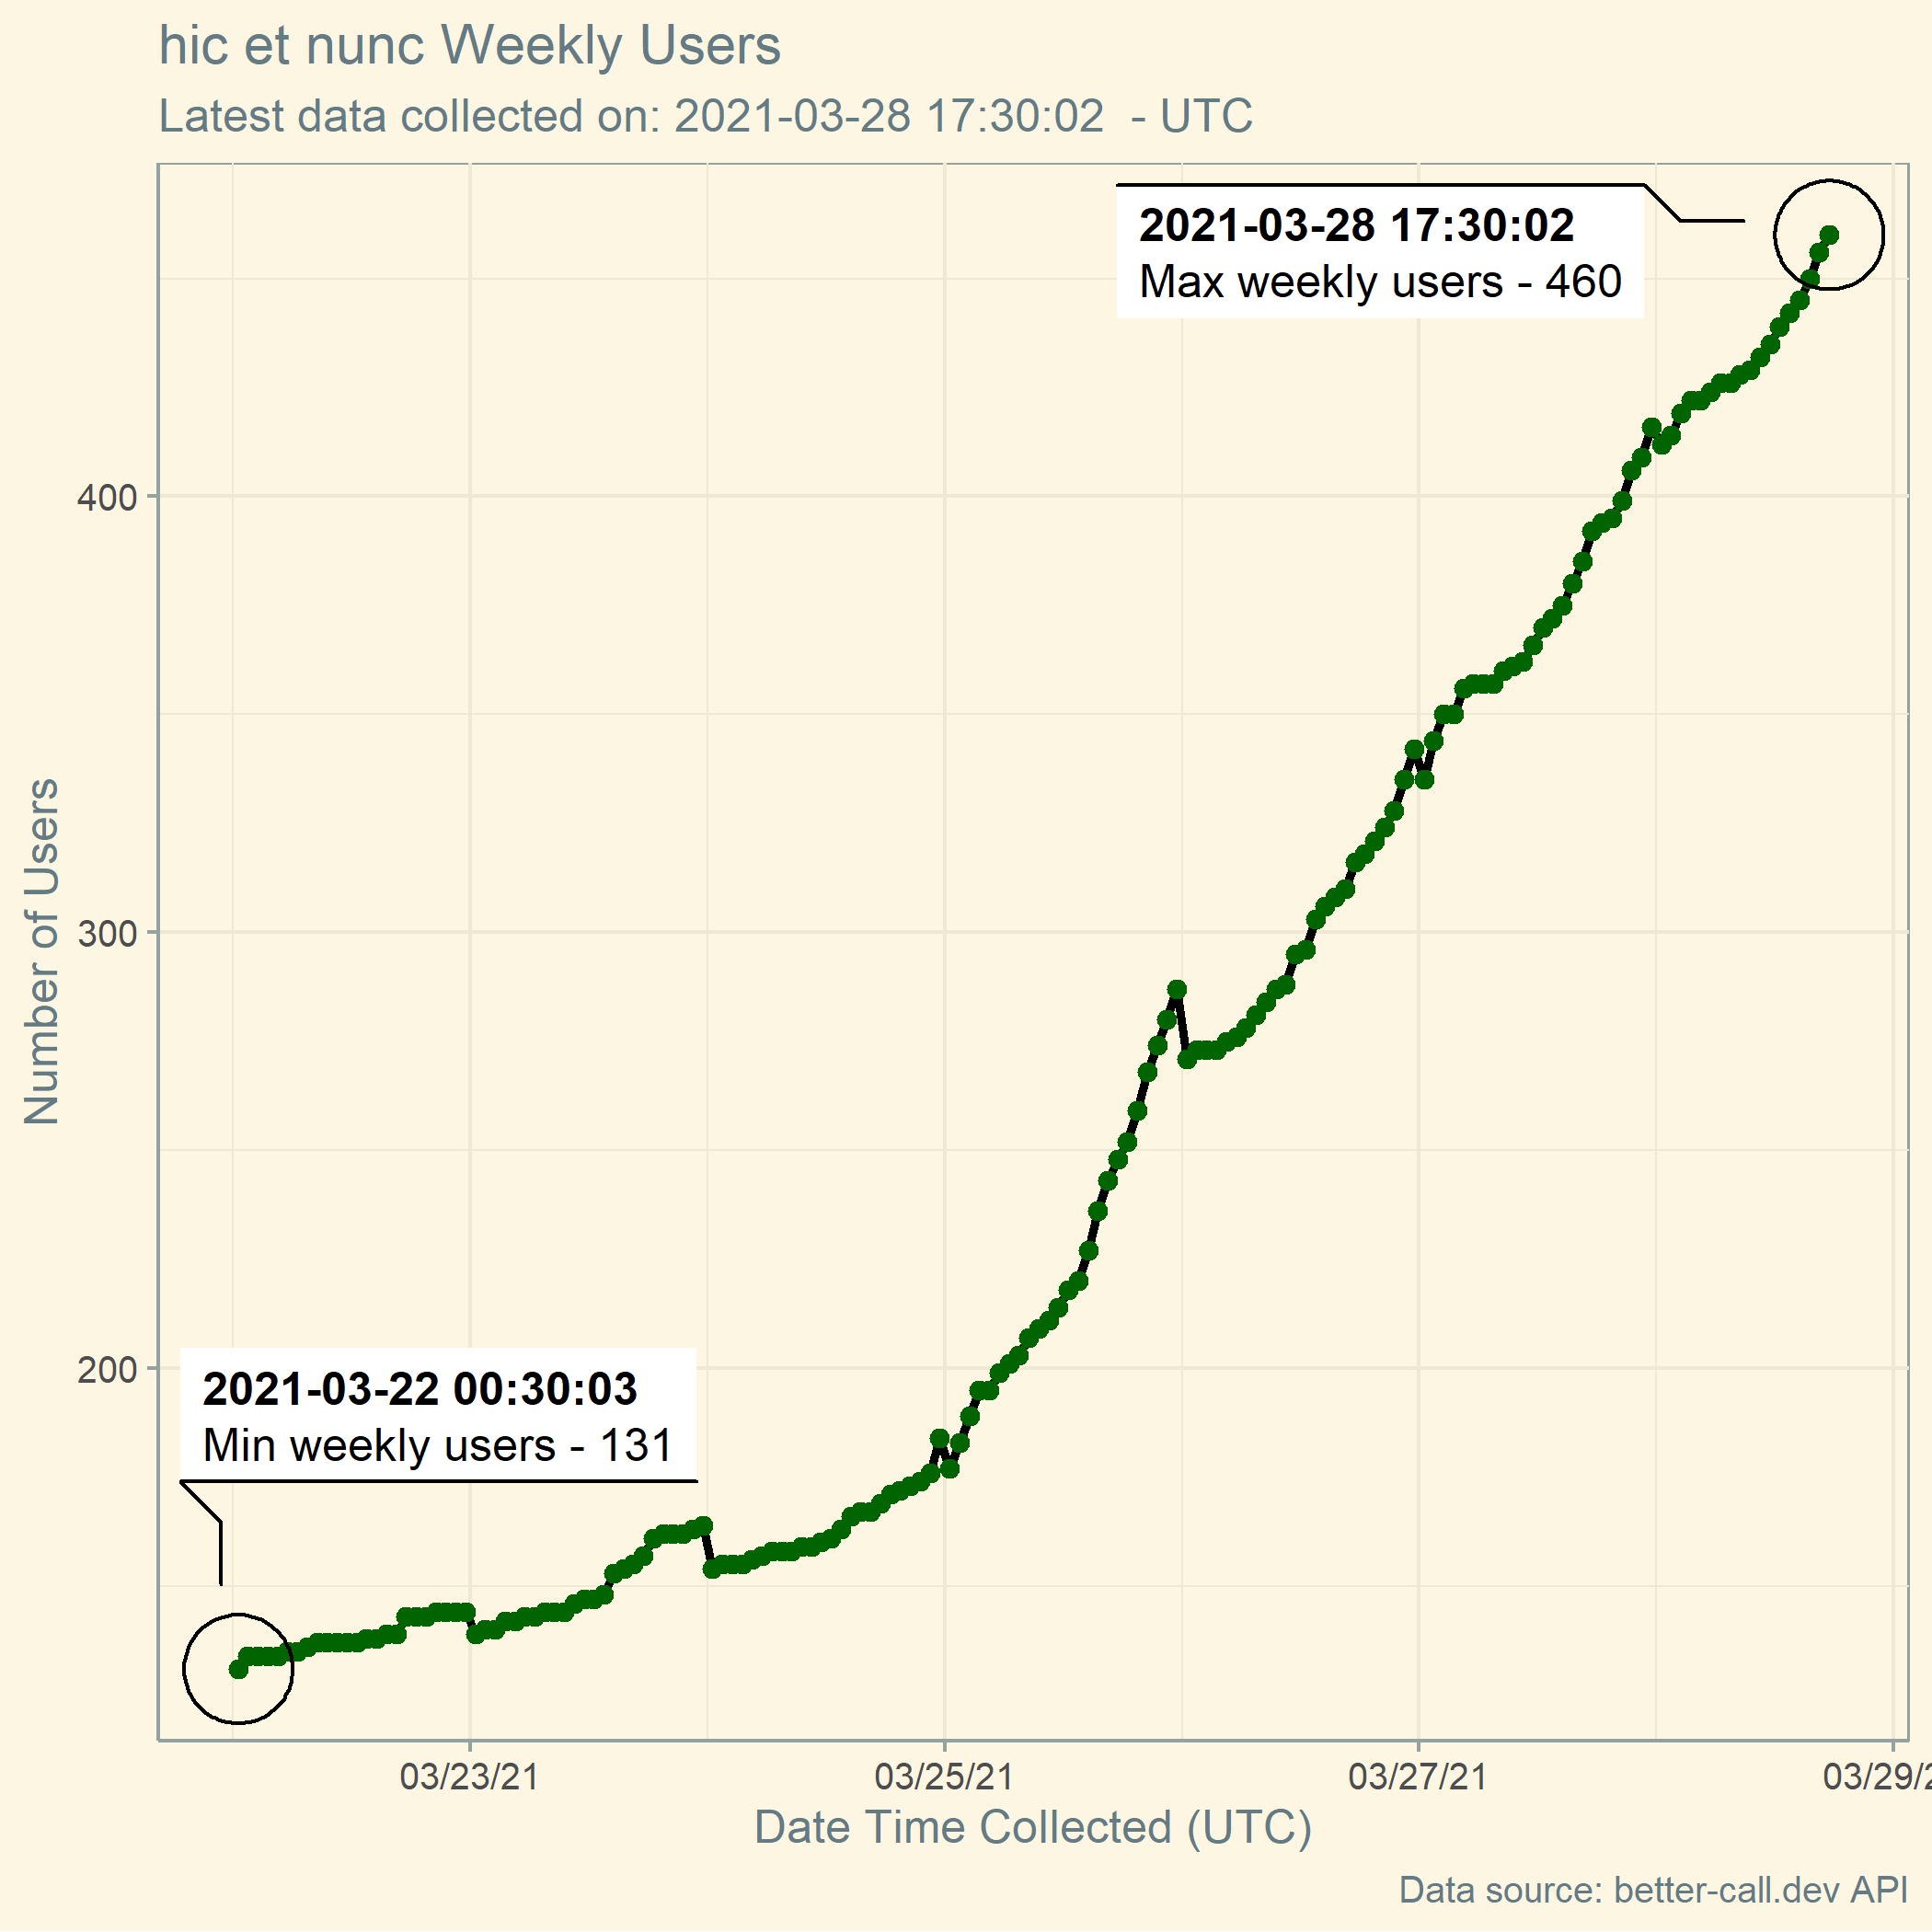 hic et nunc Weekly Users
Latest data collected on: 2021-03-28 17:30:02  - UTC
2021-03-28 17:30:02
Max weekly users - 460
400
300
200
Number of Users
2021-03-22 00:30:03
Min weekly users - 131
03/23/21 03/25/21 03/27/21 03/29/2
Date Time Collected (UTC)
Data source: better-call.dev API